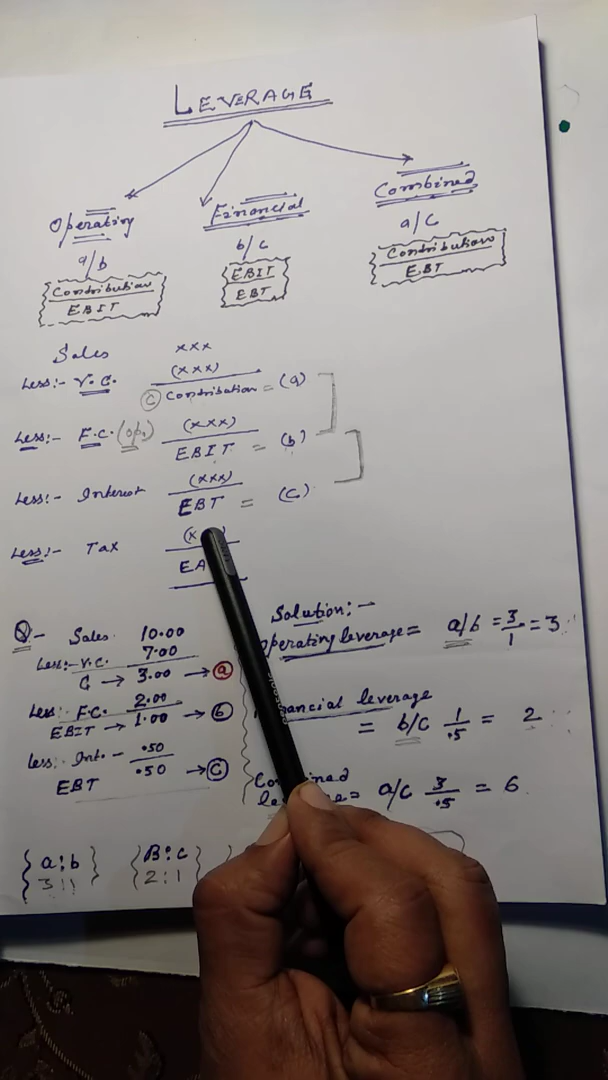 LEVERAGE
Operating
Financial
Combined
a/b
b/c
a/c
Contribution
EBIT
EBIT
EBT
Contribution
EBT
Sales xxx
Less:- V.C. (xxx)
© Contribution = (a)
Less:- F.C. (xxx)
EBIT = (b)
Less:- Interest (xxx)
EBT = (C)
Less:- Tax (x
EA
Q- Sales 10.00
Less:- V.C. 7.00
C → 3.00 → a
Less:- F.C. 2.00
EBIT → 1.00 → b
Less: Int. - .50
EBT .50 → C
Solution:-
Operating leverage = a/b = 3/1 = 3
inancial leverage
= b/c 1/.5 = 2
= a/c 3/.5 = 6
a:b
3:1
B:C
2:1